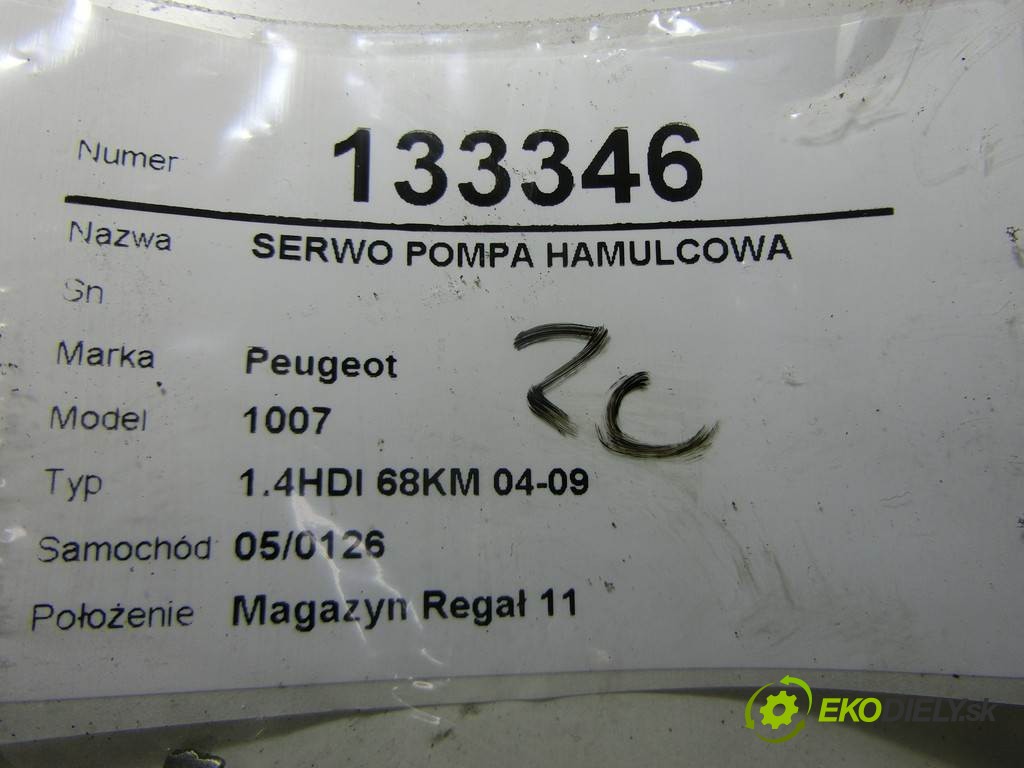 Numer 133346
Nazwa SERWO POMPA HAMULCOWA
Sn
Marka Peugeot
Model 1007
Typ 1.4HDI 68KM 04-09
Samochód 05/0126
Położenie Magazyn Regał 11
EKODIELY.sk